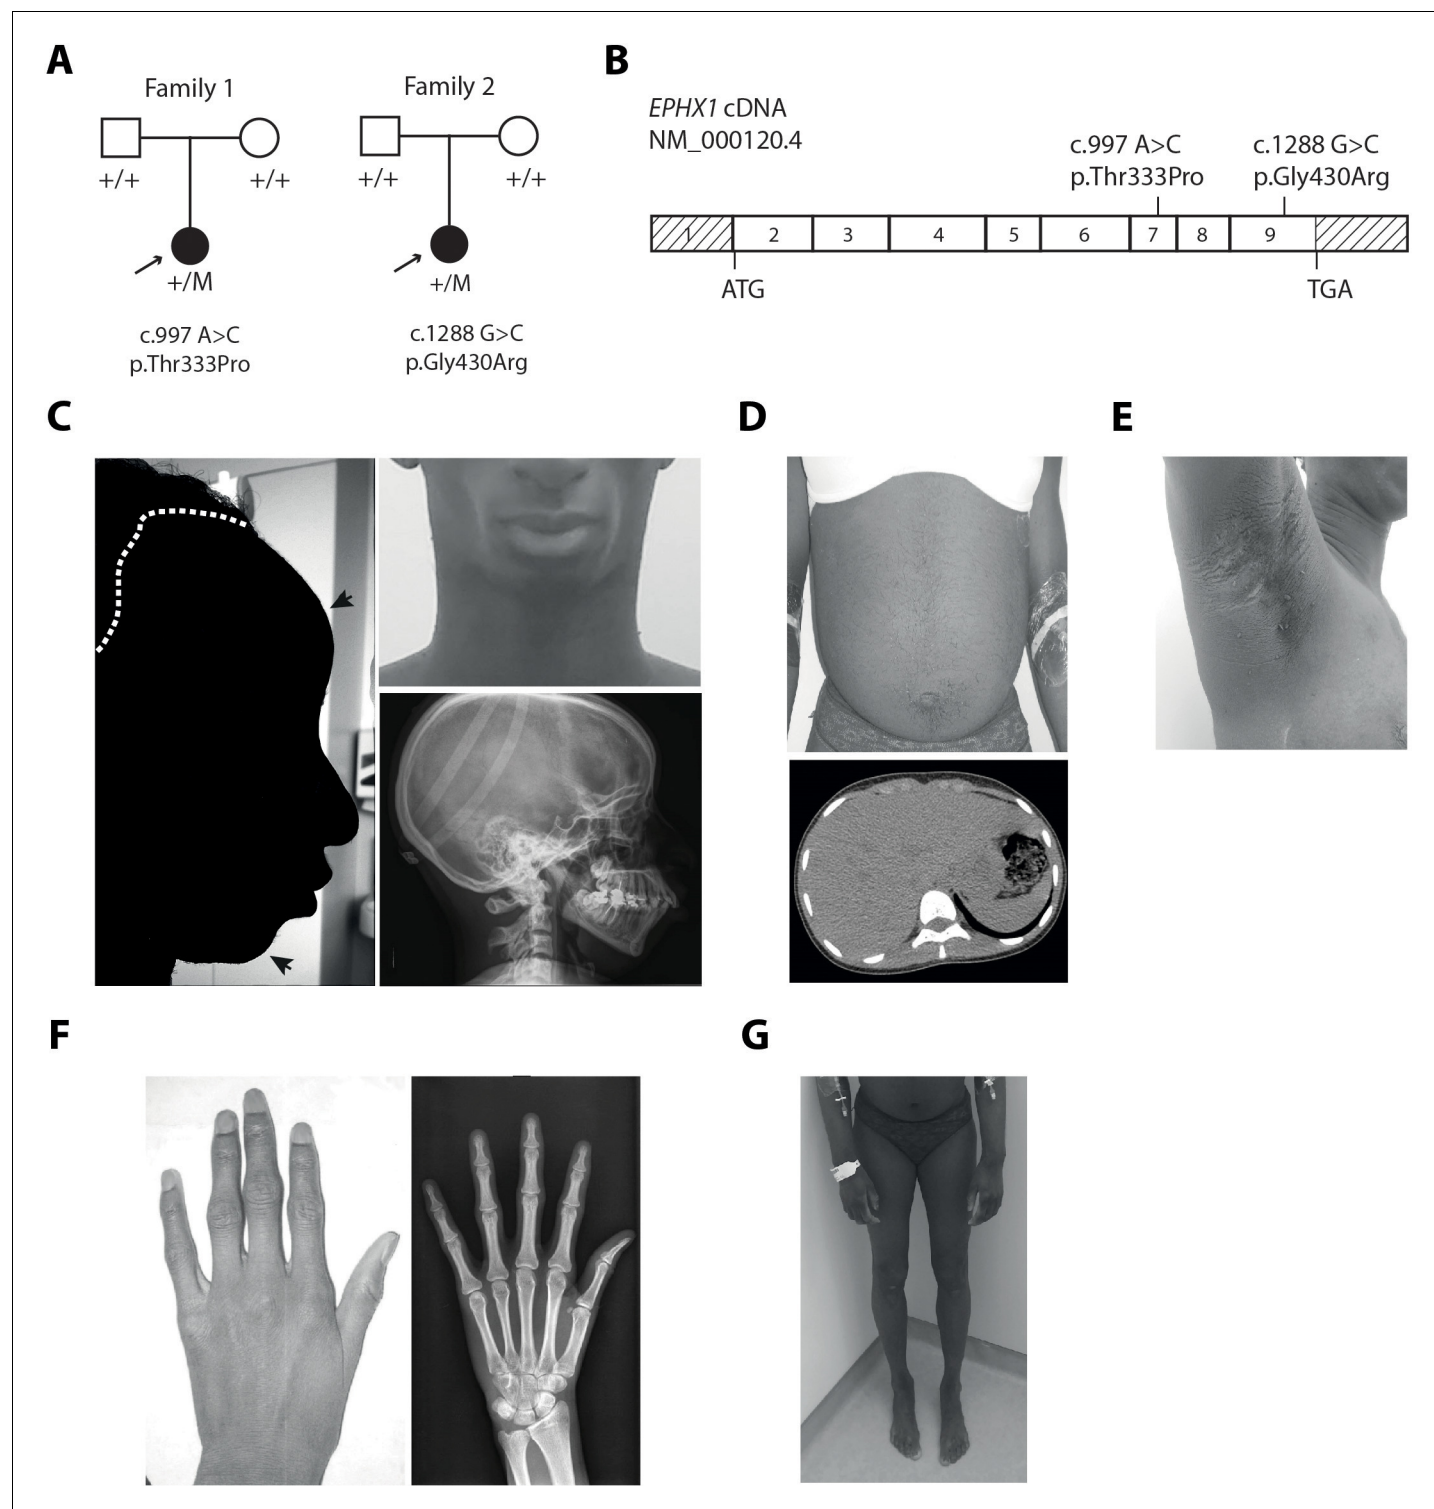 A
Family 1
Family 2
+/+
+/+
+/+
+/+
+/M
+/M
c.997 A>C
p.Thr333Pro
c.1288 G>C
p.Gly430Arg
B
EPHX1 cDNA
NM_000120.4
c.997 A>C
p.Thr333Pro
c.1288 G>C
p.Gly430Arg
1 2 3 4 5 6 7 8 9
ATG
TGA
C
D
E
F
G